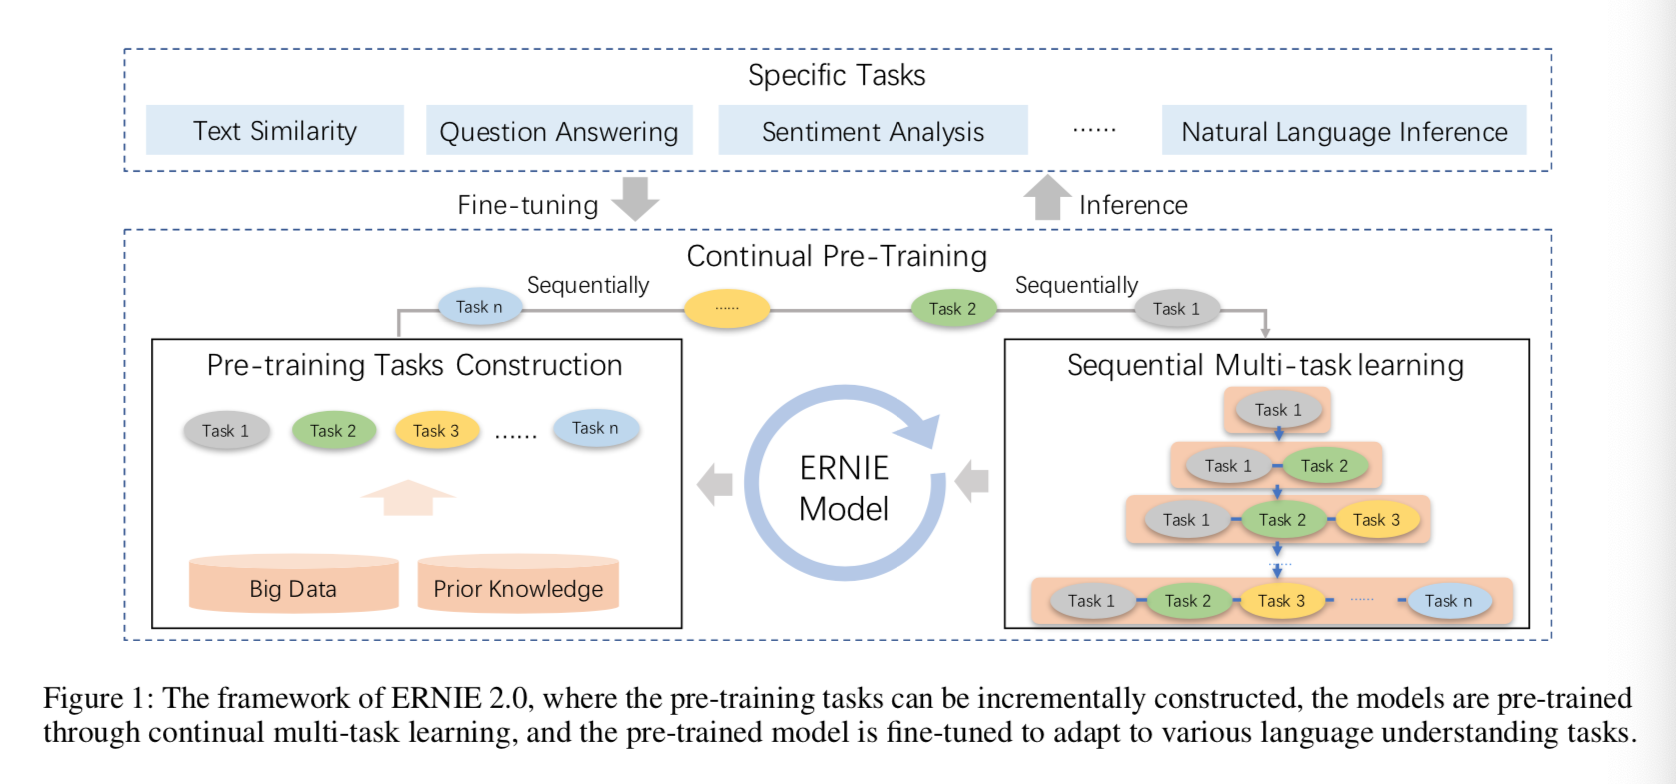 Specific Tasks
Text Similarity
Question Answering
Sentiment Analysis
......
Natural Language Inference
Fine-tuning
Inference
Continual Pre-Training
Sequentially
Sequentially
Task n
......
Task 2
Task 1
Pre-training Tasks Construction
Task 1
Task 2
Task 3
......
Task n
Big Data
Prior Knowledge
ERNIE
Model
Sequential Multi-task learning
Task 1
Task 1
Task 2
Task 1
Task 2
Task 3
......
Task 1
Task 2
Task 3
......
Task n
Figure 1: The framework of ERNIE 2.0, where the pre-training tasks can be incrementally constructed, the models are pre-trained
through continual multi-task learning, and the pre-trained model is fine-tuned to adapt to various language understanding tasks.